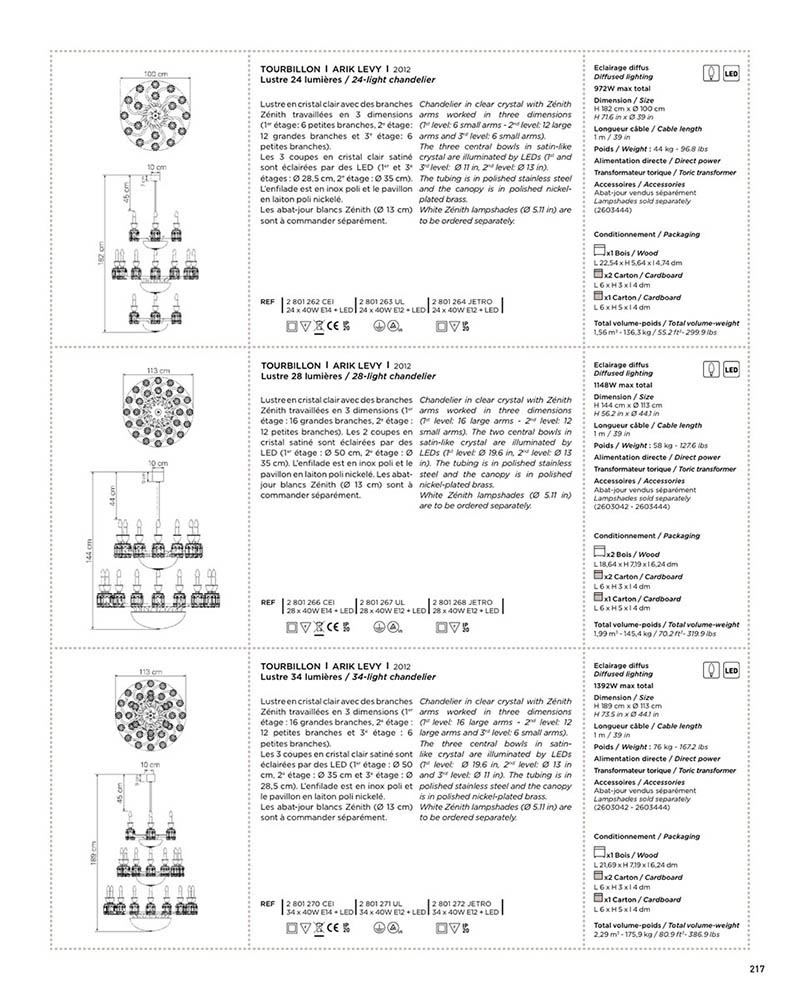 100 cm
10 cm
7 cm
45 cm
182 cm
TOURBILLON I ARIK LEVY I 2012
Lustre 24 lumières / 24-light chandelier
Lustre en cristal clair avec des branches
Zénith travaillées en 3 dimensions
(1er étage: 6 petites branches, 2e étage:
12 grandes branches et 3e étage: 6
petites branches).
Les 3 coupes en cristal clair satiné
sont éclairées par des LED (1er et 3e
étages : Ø 28,5 cm, 2e étage : Ø 35 cm).
L'enfilade est en inox poli et le pavillon
en laiton poli nickelé.
Les abat-jour blancs Zénith (Ø 13 cm)
sont à commander séparément.
Chandelier in clear crystal with Zénith
arms worked in three dimensions
(1st level: 6 small arms - 2nd level: 12 large
arms and 3rd level: 6 small arms).
The three central bowls in satin-like
crystal are illuminated by LEDs (1st and
3rd level: Ø 11 in, 2nd level: Ø 13 in).
The tubing is in polished stainless steel
and the canopy is in polished nickel-
plated brass.
White Zénith lampshades (Ø 5.11 in) are
to be ordered separately.
REF 2 801 262 CEI 2 801 263 UL 2 801 264 JETRO
24 x 40W E14 + LED 24 x 40W E12 + LED 24 x 40W E12 + LED
Eclairage diffus
Diffused lighting
LED
972W max total
Dimension / Size
H 182 cm x Ø 100 cm
H 71.6 in x Ø 39 in
Longueur câble / Cable length
1 m / 39 in
Poids / Weight : 44 kg - 96.8 lbs
Alimentation directe / Direct power
Transformateur torique / Toric transformer
Accessoires / Accessories
Abat-jour vendus séparément
Lampshades sold separately
(2603444)
Conditionnement / Packaging
x1 Bois / Wood
L 22,54 x H 5,64 x l 4,74 dm
x2 Carton / Cardboard
L 6 x H 3 x l 4 dm
x1 Carton / Cardboard
L 6 x H 5 x l 4 dm
Total volume-poids / Total volume-weight
1,56 m³ - 136,3 kg / 55.2 ft³ - 299.9 lbs
113 cm
10 cm
44 cm
144 cm
TOURBILLON I ARIK LEVY I 2012
Lustre 28 lumières / 28-light chandelier
Lustre en cristal clair avec des branches
Zénith travaillées en 3 dimensions (1er
étage : 16 grandes branches, 2e étage :
12 petites branches). Les 2 coupes en
cristal satiné sont éclairées par des
LED (1er étage : Ø 50 cm, 2e étage : Ø
35 cm). L'enfilade est en inox poli et le
pavillon en laiton poli nickelé. Les abat-
jour blancs Zénith (Ø 13 cm) sont à
commander séparément.
Chandelier in clear crystal with Zénith
arms worked in three dimensions
(1st level: 16 large arms - 2nd level: 12
small arms). The two central bowls in
satin-like crystal are illuminated by
LEDs (1st level: Ø 19.6 in, 2nd level: Ø 13
in). The tubing is in polished stainless
steel and the canopy is in polished
nickel-plated brass.
White Zénith lampshades (Ø 5.11 in)
are to be ordered separately.
REF 2 801 266 CEI 2 801 267 UL 2 801 268 JETRO
28 x 40W E14 + LED 28 x 40W E12 + LED 28 x 40W E12 + LED
Eclairage diffus
Diffused lighting
LED
1148W max total
Dimension / Size
H 144 cm x Ø 113 cm
H 56.2 in x Ø 44.1 in
Longueur câble / Cable length
1 m / 39 in
Poids / Weight : 58 kg - 127.6 lbs
Alimentation directe / Direct power
Transformateur torique / Toric transformer
Accessoires / Accessories
Abat-jour vendus séparément
Lampshades sold separately
(2603042 - 2603444)
Conditionnement / Packaging
x2 Bois / Wood
L 18,64 x H 7,19 x l 6,24 dm
x2 Carton / Cardboard
L 6 x H 3 x l 4 dm
x1 Carton / Cardboard
L 6 x H 5 x l 4 dm
Total volume-poids / Total volume-weight
1,99 m³ - 145,4 kg / 70.2 ft³ - 319.9 lbs
113 cm
10 cm
45 cm
189 cm
TOURBILLON I ARIK LEVY I 2012
Lustre 34 lumières / 34-light chandelier
Lustre en cristal clair avec des branches
Zénith travaillées en 3 dimensions (1er
étage : 16 grandes branches, 2e étage :
12 petites branches et 3e étage : 6
petites branches).
Les 3 coupes en cristal clair satiné sont
éclairées par des LED (1er étage : Ø 50
cm, 2e étage : Ø 35 cm et 3e étage : Ø
28,5 cm). L'enfilade est en inox poli et
le pavillon en laiton poli nickelé.
Les abat-jour blancs Zénith (Ø 13 cm)
sont à commander séparément.
Chandelier in clear crystal with Zénith
arms worked in three dimensions
(1st level: 16 large arms - 2nd level: 12
large arms and 3rd level: 6 small arms).
The three central bowls in satin-
like crystal are illuminated by LEDs
(1st level: Ø 19.6 in, 2nd level: Ø 13 in
and 3rd level: Ø 11 in). The tubing is in
polished stainless steel and the canopy
is in polished nickel-plated brass.
White Zénith lampshades (Ø 5.11 in) are
to be ordered separately.
REF 2 801 270 CEI 2 801 271 UL 2 801 272 JETRO
34 x 40W E14 + LED 34 x 40W E12 + LED 34 x 40W E12 + LED
Eclairage diffus
Diffused lighting
LED
1392W max total
Dimension / Size
H 189 cm x Ø 113 cm
H 73.5 in x Ø 44.1 in
Longueur câble / Cable length
1 m / 39 in
Poids / Weight : 76 kg - 167.2 lbs
Alimentation directe / Direct power
Transformateur torique / Toric transformer
Accessoires / Accessories
Abat-jour vendus séparément
Lampshades sold separately
(2603042 - 2603444)
Conditionnement / Packaging
x1 Bois / Wood
L 21,69 x H 7,19 x l 6,24 dm
x2 Carton / Cardboard
L 6 x H 3 x l 4 dm
x1 Carton / Cardboard
L 6 x H 5 x l 4 dm
Total volume-poids / Total volume-weight
2,29 m³ - 175,9 kg / 80.9 ft³ - 386.9 lbs
217